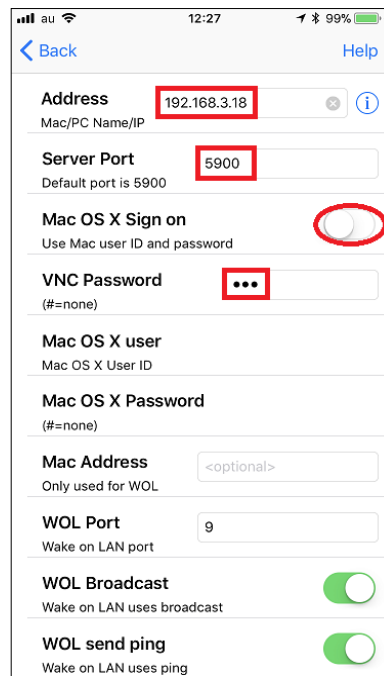 au 12:27 99%
Back Help
Address 192.168.3.18
Mac/PC Name/IP
Server Port 5900
Default port is 5900
Mac OS X Sign on
Use Mac user ID and password
VNC Password •••
(#=none)
Mac OS X user
Mac OS X User ID
Mac OS X Password
(#=none)
Mac Address <optional>
Only used for WOL
WOL Port 9
Wake on LAN port
WOL Broadcast
Wake on LAN uses broadcast
WOL send ping
Wake on LAN uses ping